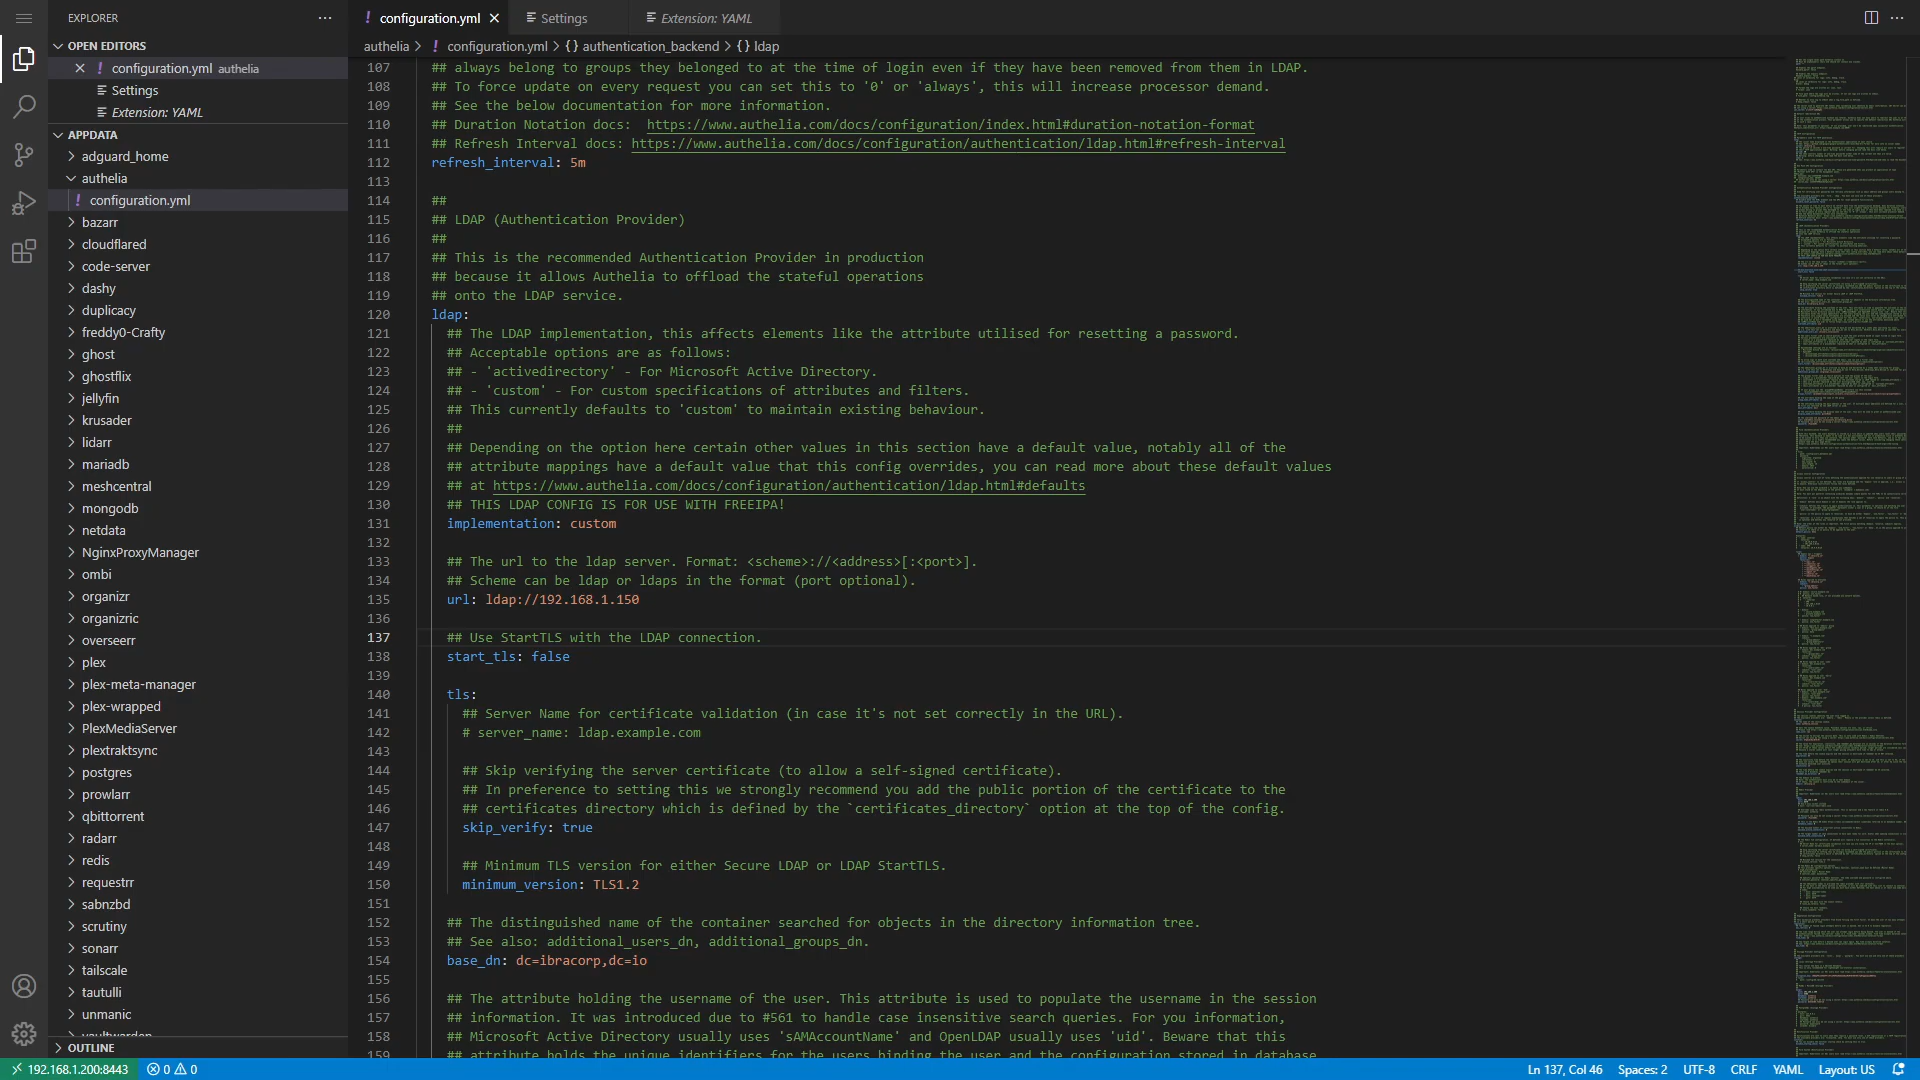 EXPLORER
OPEN EDITORS
configuration.yml authelia
Settings
Extension: YAML
APPDATA
adguard_home
authelia
configuration.yml
bazarr
cloudflared
code-server
dashy
duplicacy
freddy0-Crafty
ghost
ghostflix
jellyfin
krusader
lidarr
mariadb
meshcentral
mongodb
netdata
NginxProxyManager
ombi
organizr
organizric
overseerr
plex
plex-meta-manager
plex-wrapped
PlexMediaServer
plextraktsync
postgres
prowlarr
qbittorrent
radarr
redis
requestrr
sabnzbd
scrutiny
sonarr
tailscale
tautulli
unmanic
vaultwarden
OUTLINE
configuration.yml
Settings
Extension: YAML
authelia > ! configuration.yml > {} authentication_backend > {} ldap
107 ## always belong to groups they belonged to at the time of login even if they have been removed from them in LDAP.
108 ## To force update on every request you can set this to '0' or 'always', this will increase processor demand.
109 ## See the below documentation for more information.
110 ## Duration Notation docs:  https://www.authelia.com/docs/configuration/index.html#duration-notation-format
111 ## Refresh Interval docs: https://www.authelia.com/docs/configuration/authentication/ldap.html#refresh-interval
112 refresh_interval: 5m
113
114 ##
115 ## LDAP (Authentication Provider)
116 ##
117 ## This is the recommended Authentication Provider in production
118 ## because it allows Authelia to offload the stateful operations
119 ## onto the LDAP service.
120 ldap:
121 ## The LDAP implementation, this affects elements like the attribute utilised for resetting a password.
122 ## Acceptable options are as follows:
123 ## - 'activedirectory' - For Microsoft Active Directory.
124 ## - 'custom' - For custom specifications of attributes and filters.
125 ## This currently defaults to 'custom' to maintain existing behaviour.
126 ##
127 ## Depending on the option here certain other values in this section have a default value, notably all of the
128 ## attribute mappings have a default value that this config overrides, you can read more about these default values
129 ## at https://www.authelia.com/docs/configuration/authentication/ldap.html#defaults
130 ## THIS LDAP CONFIG IS FOR USE WITH FREEIPA!
131 implementation: custom
132
133 ## The url to the ldap server. Format: <scheme>://<address>[:<port>].
134 ## Scheme can be ldap or ldaps in the format (port optional).
135 url: ldap://192.168.1.150
136
137 ## Use StartTLS with the LDAP connection.
138 start_tls: false
139
140 tls:
141 ## Server Name for certificate validation (in case it's not set correctly in the URL).
142 # server_name: ldap.example.com
143
144 ## Skip verifying the server certificate (to allow a self-signed certificate).
145 ## In preference to setting this we strongly recommend you add the public portion of the certificate to the
146 ## certificates directory which is defined by the `certificates_directory` option at the top of the config.
147 skip_verify: true
148
149 ## Minimum TLS version for either Secure LDAP or LDAP StartTLS.
150 minimum_version: TLS1.2
151
152 ## The distinguished name of the container searched for objects in the directory information tree.
153 ## See also: additional_users_dn, additional_groups_dn.
154 base_dn: dc=ibracorp,dc=io
155
156 ## The attribute holding the username of the user. This attribute is used to populate the username in the session
157 ## information. It was introduced due to #561 to handle case insensitive search queries. For you information,
158 ## Microsoft Active Directory usually uses 'sAMAccountName' and OpenLDAP usually uses 'uid'. Beware that this
159 ## attribute holds the unique identifiers for the users binding the user and the configuration stored in database
192.168.1.200:8443 0 0 Ln 137, Col 46 Spaces: 2 UTF-8 CRLF YAML Layout: US